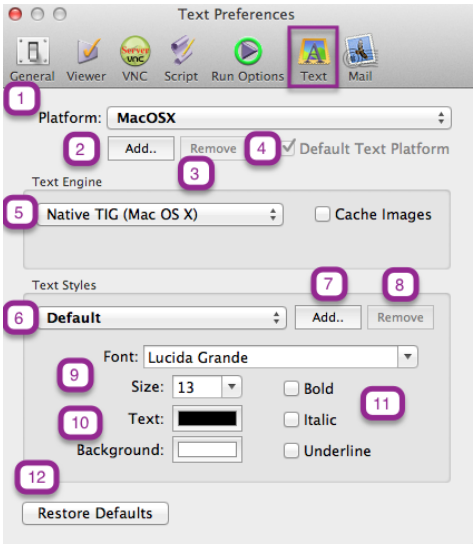 Text Preferences
Server
VNC
General Viewer VNC Script Run Options Text Mail
1
Platform: MacOSX
2 Add.. Remove 4 Default Text Platform
3
Text Engine
5 Native TIG (Mac OS X) Cache Images
Text Styles
7 8
6 Default Add.. Remove
Font: Lucida Grande
9 Size: 13 Bold
10 Text: Italic 11
Background: Underline
12
Restore Defaults